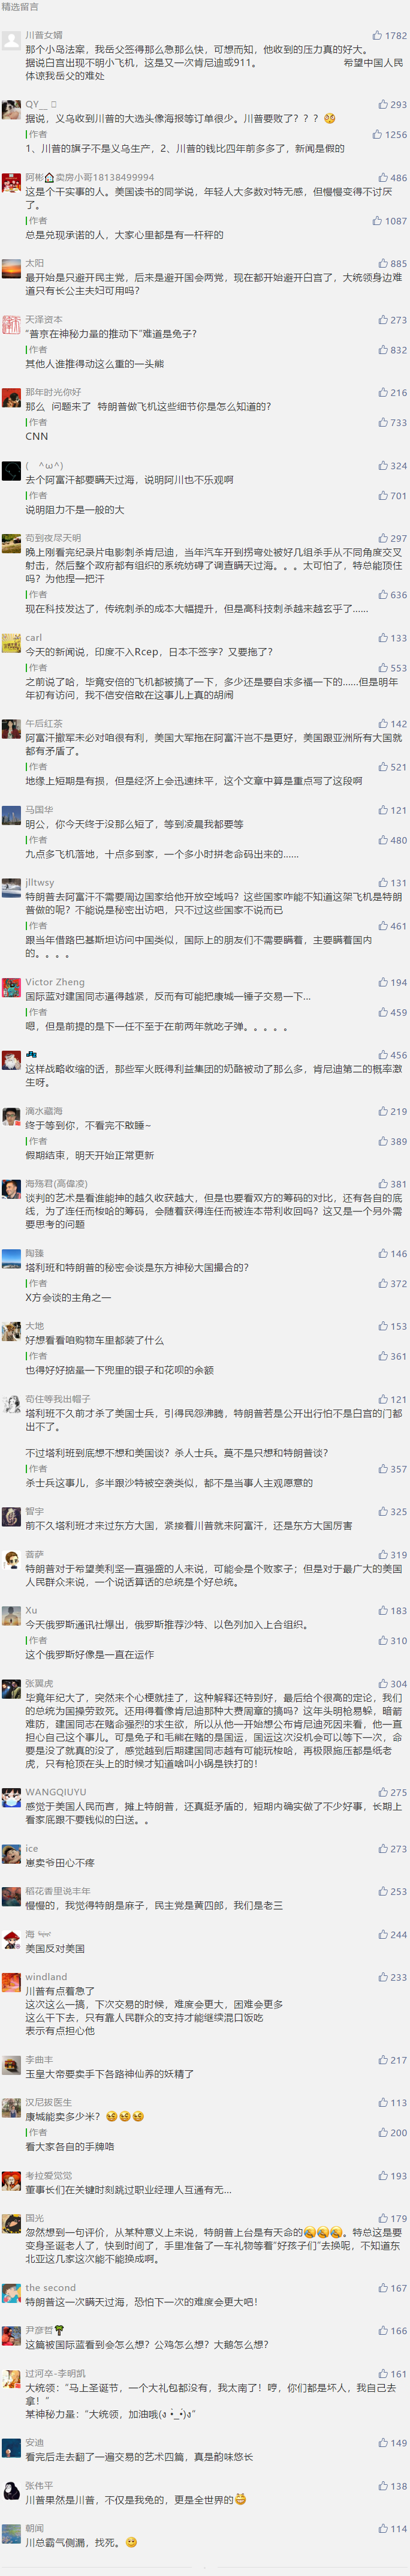 精选留言
川普女婿 1782
那个小岛法案，我岳父签得那么急那么快，可想而知，他收到的压力真的好大。
据说白宫出现不明小飞机，这是又一次肯尼迪或911。 希望中国人民
体谅我岳父的难处
QY__ 293
据说，义乌收到川普的大选头像海报等订单很少。川普要败了？？？
作者 1256
1、川普的旗子不是义乌生产，2、川普的钱比四年前多多了，新闻是假的
阿彬🏠卖房小哥18138499994 486
这是个干实事的人。美国读书的同学说，年轻人大多数对特无感，但慢慢变得不讨厌
了。
作者 1087
总是兑现承诺的人，大家心里都是有一杆秤的
太阳 885
最开始是只避开民主党，后来是避开国会两党，现在都开始避开白宫了，大统领身边难
道只有长公主夫妇可用吗？
天泽资本 273
“普京在神秘力量的推动下”难道是兔子？
作者 832
其他人谁推得动这么重的一头熊
那年时光你好 216
那么 问题来了 特朗普做飞机这些细节你是怎么知道的？
作者 733
CNN
( ^ω^) 324
去个阿富汗都要瞒天过海，说明阿川也不乐观啊
作者 701
说明阻力不是一般的大
苟到夜尽天明 297
晚上刚看完纪录片电影刺杀肯尼迪，当年汽车开到拐弯处被好几组杀手从不同角度交叉
射击，然后整个政府都有组织的系统妨碍了调查瞒天过海。。。太可怕了，特总能顶住
吗？为他捏一把汗
作者 636
现在科技发达了，传统刺杀的成本大幅提升，但是高科技刺杀越来越玄乎了……
carl 133
今天的新闻说，印度不入Rcep，日本不签字？又要拖了？
作者 553
之前说了哈，毕竟安倍的飞机都被搞了一下，多少还是要自求多福一下的……但是明年
年初有访问，我不信安倍敢在这事儿上真的胡闹
午后红茶 142
阿富汗撤军未必对咱很有利，美国大军拖在阿富汗岂不是更好，美国跟亚洲所有大国就
都有矛盾了。
作者 521
地缘上短期是有损，但是经济上会迅速抹平，这个文章中算是重点写了这段啊
马国华 121
明公，你今天终于没那么短了，等到凌晨我都要等
作者 480
九点多飞机落地，十点多到家，一个多小时拼老命码出来的……
jlltwsy 131
特朗普去阿富汗不需要周边国家给他开放空域吗？这些国家咋能不知道这架飞机是特朗
普做的呢？不能说是秘密出访吧，只不过这些国家不说而已
作者 461
跟当年借路巴基斯坦访问中国类似，国际上的朋友们不需要瞒着，主要瞒着国内
的。。。。
Victor Zheng 194
国际蓝对建国同志逼得越紧，反而有可能把康城一锤子交易一下…
作者 459
嗯，但是前提的是下一任不至于在前两年就吃子弹。。。。。
456
这样战略收缩的话，那些军火既得利益集团的奶酪被动了那么多，肯尼迪第二的概率激
生呀。
滴水藏海 219
终于等到你，不看完不敢睡~
作者 389
假期结束，明天开始正常更新
海殇君(高偉凌) 381
谈判的艺术是看谁能抻的越久收获越大，但是也要看双方的筹码的对比，还有各自的底
线，为了连任而梭哈的筹码，会随着获得连任而被连本带利收回吗？这又是一个另外需
要思考的问题
陶臻 146
塔利班和特朗普的秘密会谈是东方神秘大国撮合的？
作者 372
X方会谈的主角之一
大地 153
好想看看咱购物车里都装了什么
作者 361
也得好好掂量一下兜里的银子和花呗的余额
苟住等我出帽子 121
塔利班不久前才杀了美国士兵，引得民怨沸腾，特朗普若是公开出行怕不是白宫的门都
出不了。
不过塔利班到底想不想和美国谈？杀人士兵。莫不是只想和特朗普谈？
作者 357
杀士兵这事儿，多半跟沙特被空袭类似，都不是当事人主观愿意的
智宇 325
前不久塔利班才来过东方大国，紧接着川普就来阿富汗，还是东方大国厉害
菩萨 319
特朗普对于希望美利坚一直强盛的人来说，可能会是个败家子；但是对于最广大的美国
人民群众来说，一个说话算话的总统是个好总统。
Xu 183
今天俄罗斯通讯社爆出，俄罗斯推荐沙特、以色列加入上合组织。
作者 310
这个俄罗斯好像是一直在运作
张翼虎 304
毕竟年纪大了，突然来个心梗就挂了，这种解释还特别好，最后给个很高的定论，我们
的总统为国操劳致死。还用得着像肯尼迪那种大费周章的搞吗？这年头明枪易躲，暗箭
难防，建国同志在赌命强烈的求生欲，所以从他一开始想公布肯尼迪死因来看，他一直
担心自己这个事儿。可是兔子和毛熊在赌的是国运，国运这次没机会可以等下一次，命
要是没了就真的没了，感觉越到后期建国同志越有可能玩梭哈，再极限施压都是纸老
虎，只有枪顶在头上的时候才知道啥叫小锅是铁打的！
WANGQIUYU 275
感觉于美国人民而言，摊上特朗普，还真挺矛盾的，短期内确实做了不少好事，长期上
看家底跟不要钱似的白送。。
ice 273
崽卖爷田心不疼
稻花香里说丰年 253
慢慢的，我觉得特朗是麻子，民主党是黄四郎，我们是老三
海 244
美国反对美国
windland 233
川普有点着急了
这次这么一搞，下次交易的时候，难度会更大，困难会更多
这么干下去，只有靠人民群众的支持才能继续混口饭吃
表示有点担心他
李曲丰 217
玉皇大帝要卖手下各路神仙养的妖精了
汉尼拔医生 113
康城能卖多少米？
作者 200
看大家各自的手牌咯
考拉爱觉觉 193
董事长们在关键时刻跳过职业经理人互通有无…
国光 179
忽然想到一句评价，从某种意义上来说，特朗普上台是有天命的。特总这是要
变身圣诞老人了，快到时间了，手里准备了一车礼物等着“好孩子们”去换呢，不知道东
北亚这几家这次能不能换成啊。
the second 167
特朗普这一次瞒天过海，恐怕下一次的难度会更大吧！
尹彦哲 166
这篇被国际蓝看到会怎么想？公鸡怎么想？大鹅怎么想？
过河卒-李明凯 161
大统领：“马上圣诞节，一个大礼包都没有，我太南了！哼，你们都是坏人，我自己去
拿！”
某神秘力量：“大统领，加油哦(ง •̀_•́)ง”
安迪 149
看完后走去翻了一遍交易的艺术四篇，真是韵味悠长
张伟平 138
川普果然是川普，不仅是我兔的，更是全世界的
朝闻 114
川总霸气侧漏，找死。